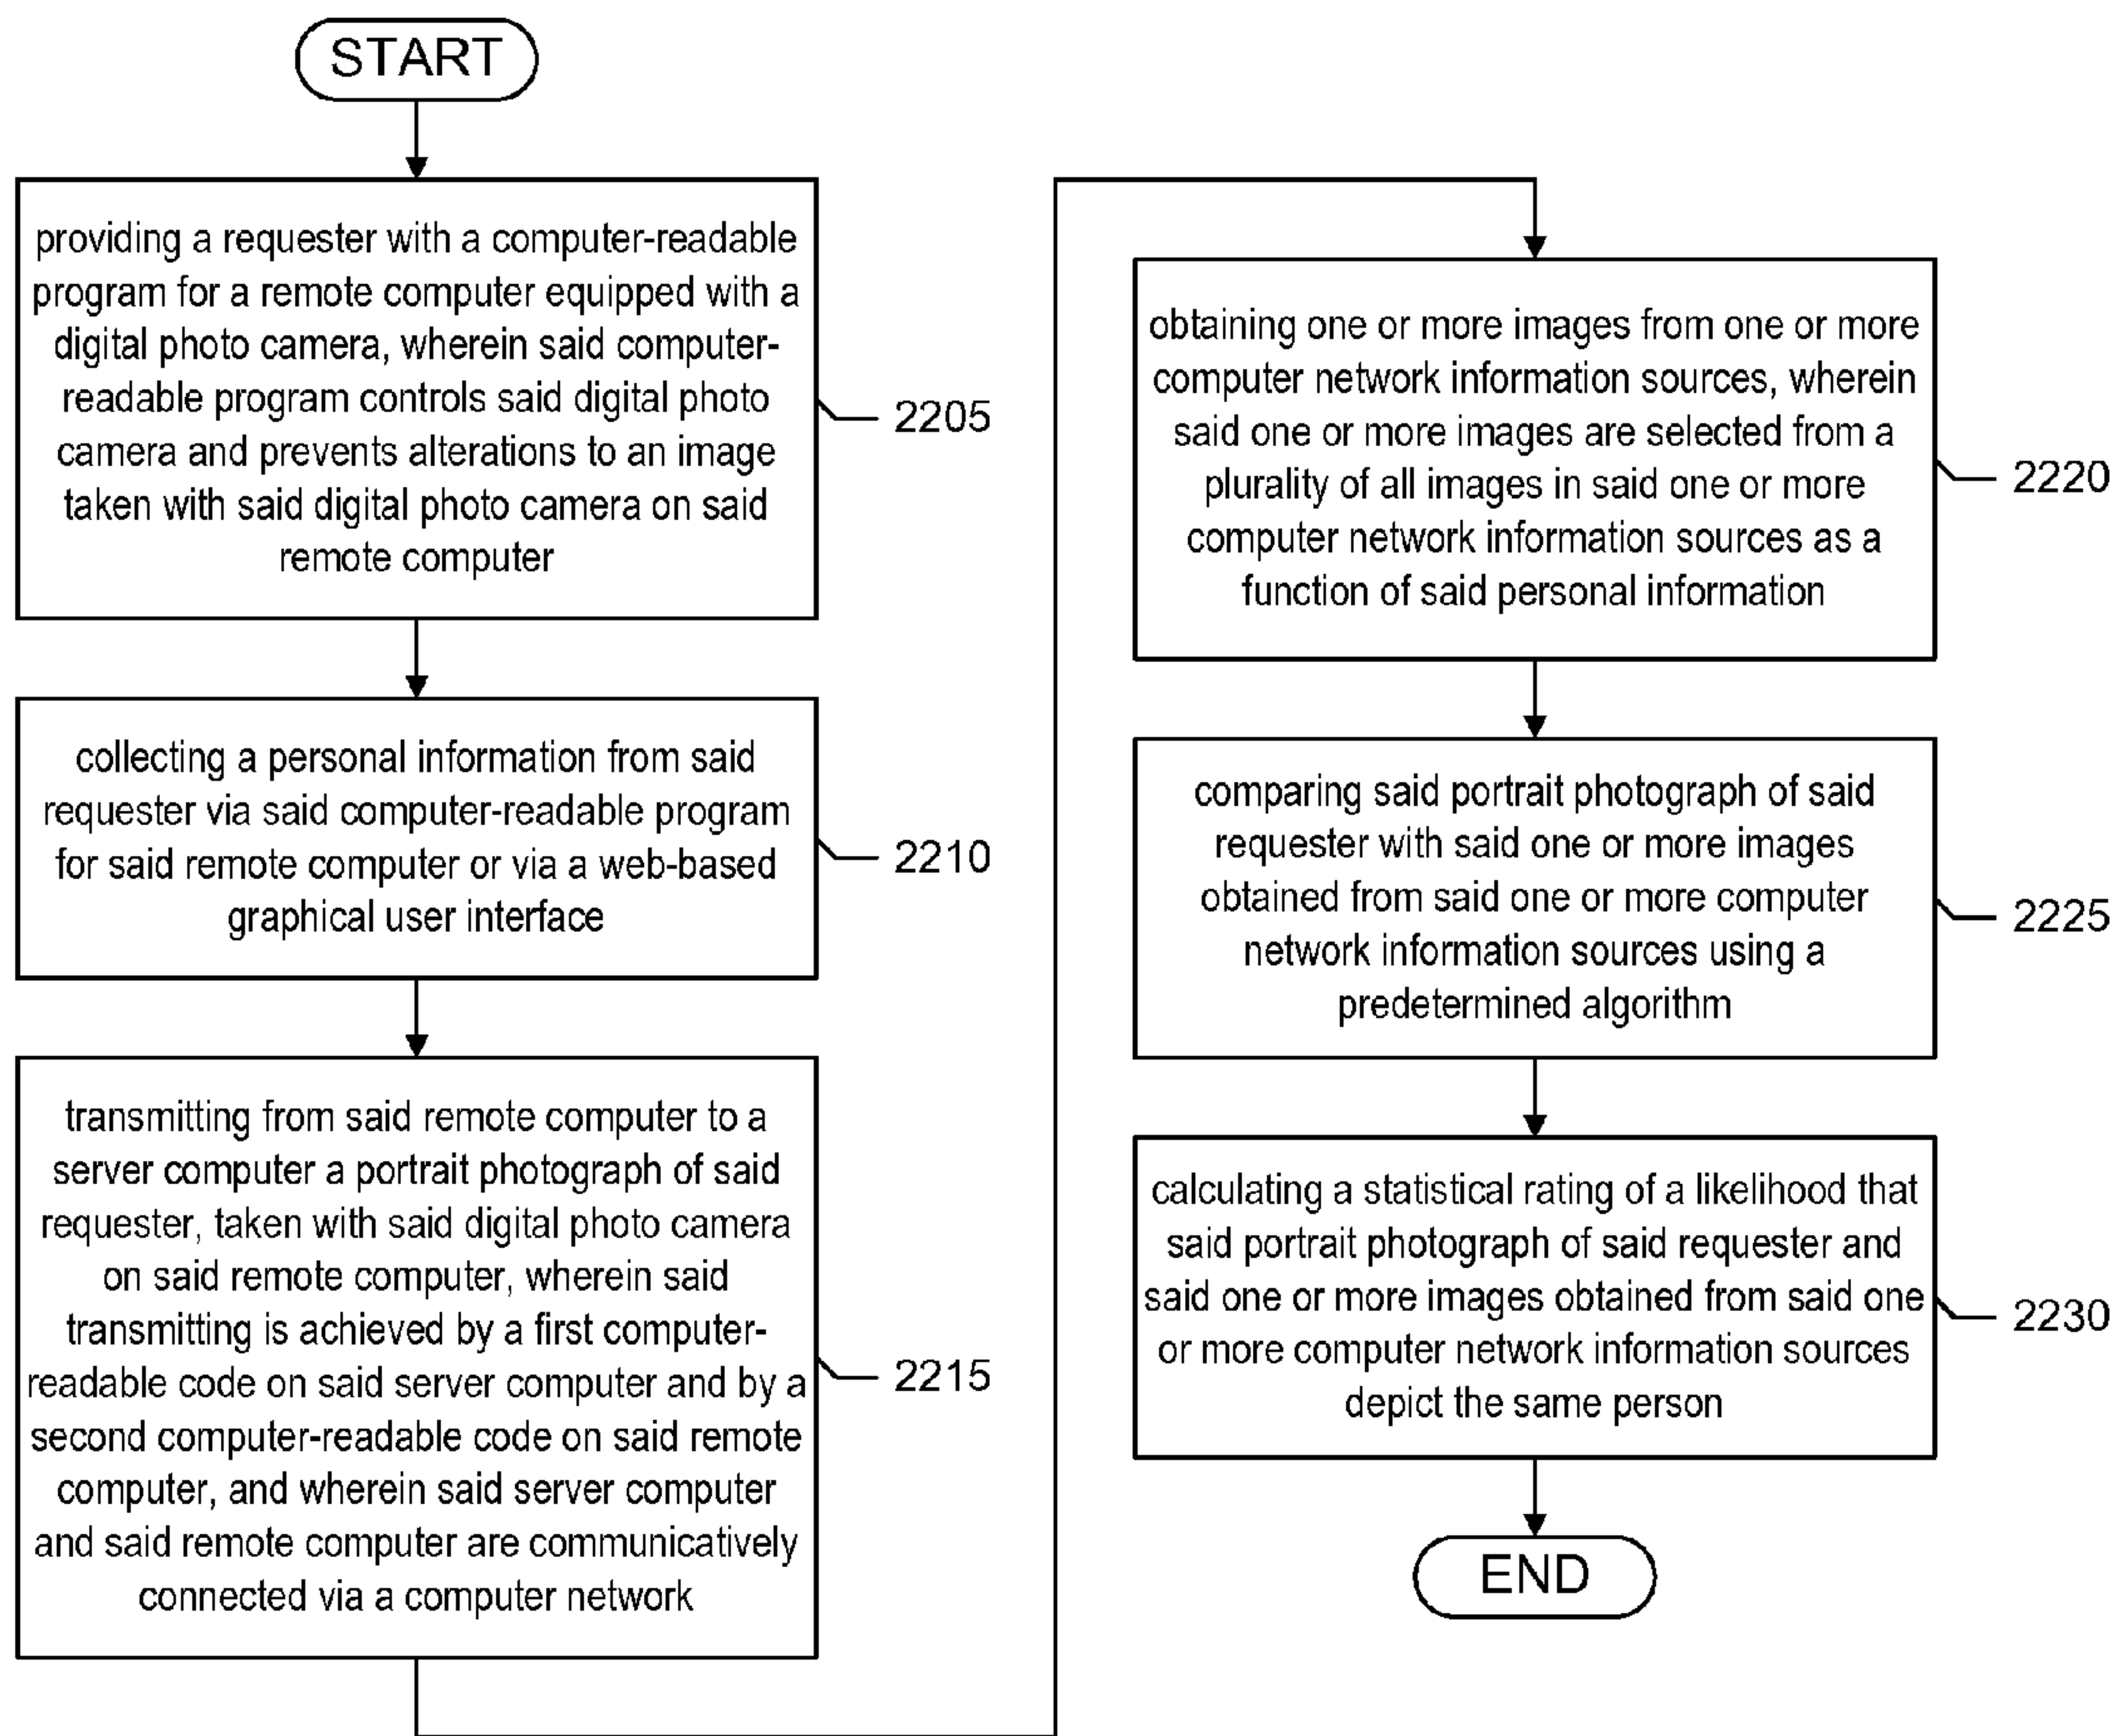 START
providing a requester with a computer-readable
program for a remote computer equipped with a
digital photo camera, wherein said computer-
readable program controls said digital photo
camera and prevents alterations to an image
taken with said digital photo camera on said
remote computer
2205
collecting a personal information from said
requester via said computer-readable program
for said remote computer or via a web-based
graphical user interface
2210
transmitting from said remote computer to a
server computer a portrait photograph of said
requester, taken with said digital photo camera
on said remote computer, wherein said
transmitting is achieved by a first computer-
readable code on said server computer and by a
second computer-readable code on said remote
computer, and wherein said server computer
and said remote computer are communicatively
connected via a computer network
2215
obtaining one or more images from one or more
computer network information sources, wherein
said one or more images are selected from a
plurality of all images in said one or more
computer network information sources as a
function of said personal information
2220
comparing said portrait photograph of said
requester with said one or more images
obtained from said one or more computer
network information sources using a
predetermined algorithm
2225
calculating a statistical rating of a likelihood that
said portrait photograph of said requester and
said one or more images obtained from said one
or more computer network information sources
depict the same person
2230
END